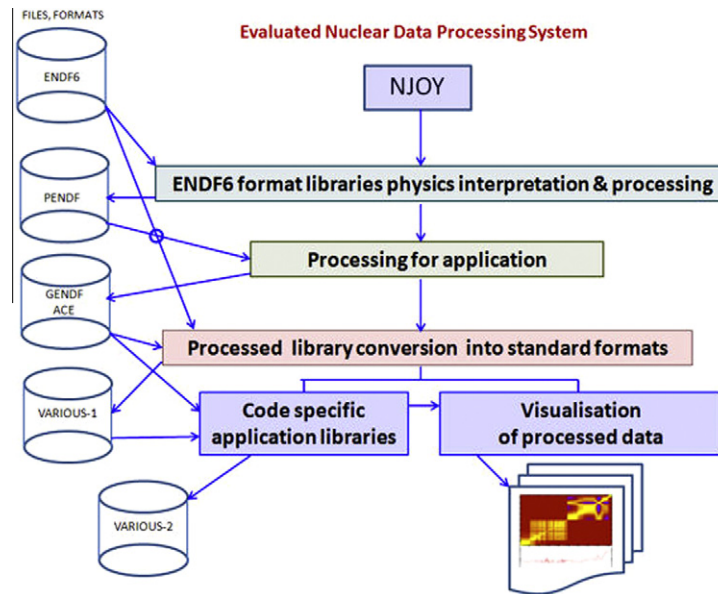 FILES, FORMATS
Evaluated Nuclear Data Processing System
ENDF6
NJOY
PENDF
ENDF6 format libraries physics interpretation & processing
Processing for application
GENDF
ACE
Processed library conversion into standard formats
VARIOUS-1
Code specific
application libraries
Visualisation
of processed data
VARIOUS-2